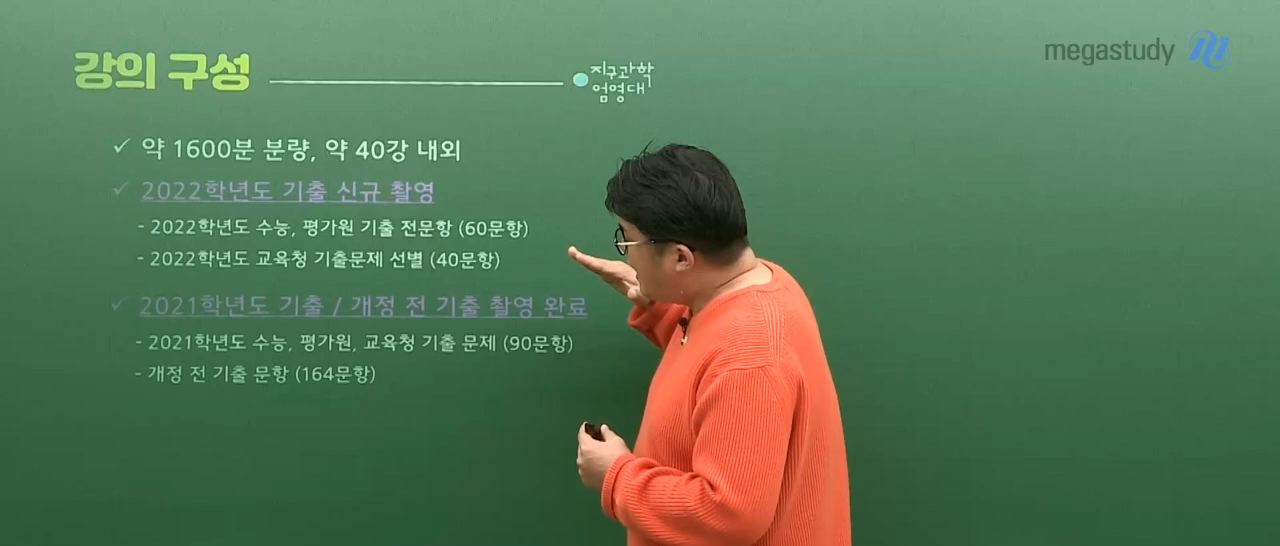 megastudy
강의 구성
지구과학
엄영대
✓ 약 1600분 분량, 약 40강 내외
✓ 2022학년도 기출 신규 촬영
- 2022학년도 수능, 평가원 기출 전문항 (60문항)
- 2022학년도 교육청 기출문제 선별 (40문항)
✓ 2021학년도 기출 / 개정 전 기출 촬영 완료
- 2021학년도 수능, 평가원, 교육청 기출 문제 (90문항)
- 개정 전 기출 문항 (164문항)